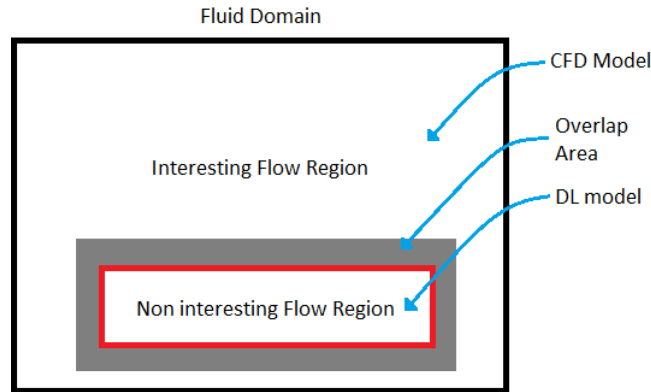 Fluid Domain
CFD Model
Overlap
Area
Interesting Flow Region
DL model
Non interesting Flow Region